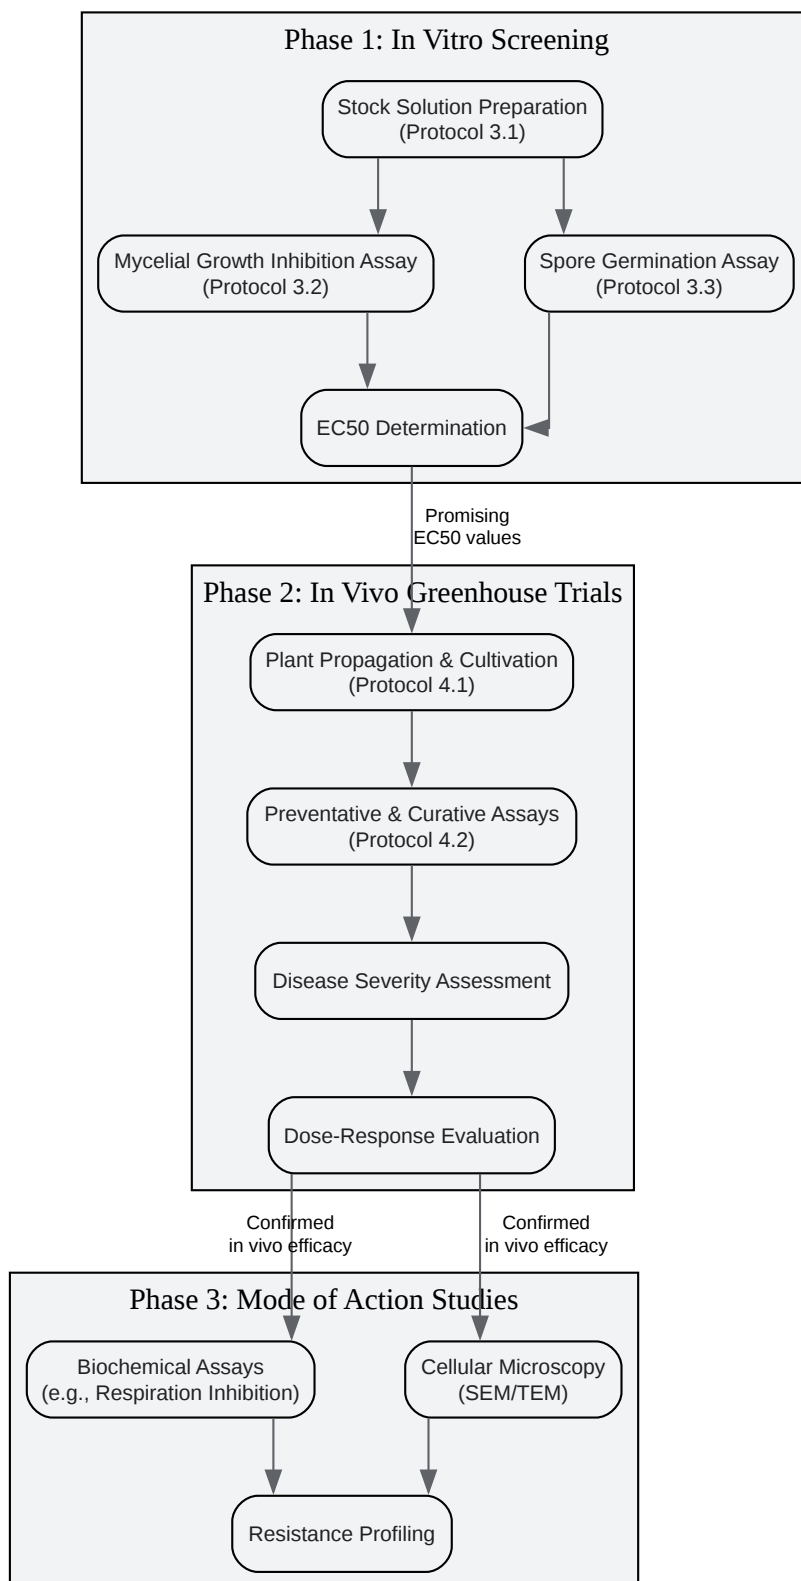 Phase 1: In Vitro Screening
Stock Solution Preparation
(Protocol 3.1)
Mycelial Growth Inhibition Assay
(Protocol 3.2)
Spore Germination Assay
(Protocol 3.3)
EC50 Determination
Promising
EC50 values
Phase 2: In Vivo Greenhouse Trials
Plant Propagation & Cultivation
(Protocol 4.1)
Preventative & Curative Assays
(Protocol 4.2)
Disease Severity Assessment
Dose-Response Evaluation
Confirmed
in vivo efficacy
Confirmed
in vivo efficacy
Phase 3: Mode of Action Studies
Biochemical Assays
(e.g., Respiration Inhibition)
Cellular Microscopy
(SEM/TEM)
Resistance Profiling